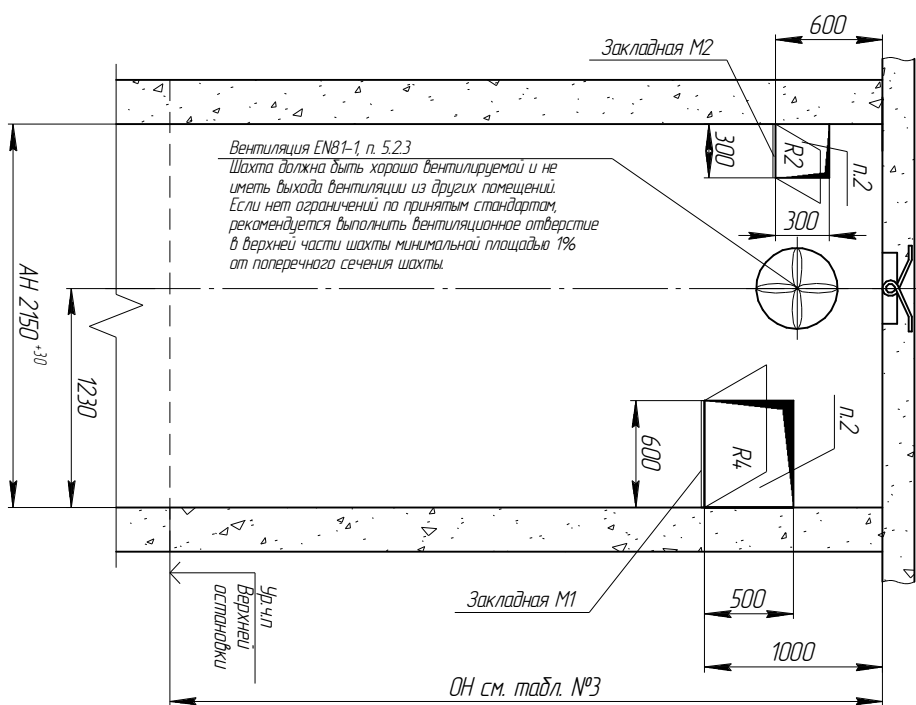 600
Закладная М2
Вентиляция EN81-1, п. 5.2.3
Шахта должна быть хорошо вентилируемой и не
иметь выхода вентиляции из других помещений.
Если нет ограничений по принятым стандартам,
рекомендуется выполнить вентиляционное отверстие
в верхней части шахты минимальной площадью 1%
от поперечного сечения шахты.
300
R2
п.2
300
АН 2150 +30
1230
600
R4
п.2
Закладная М1
500
1000
Ур.ч.п
Верхней
остановки
ОН см. табл. №3